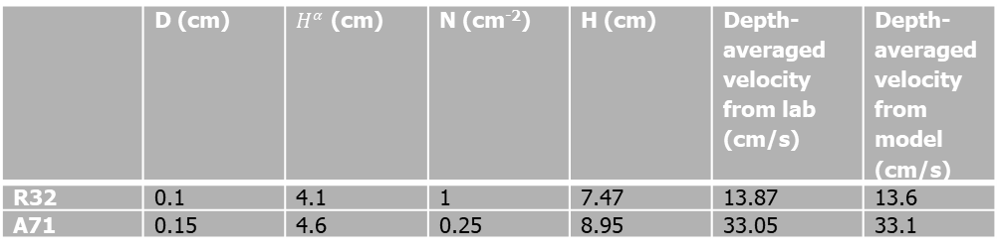 D (cm) H^α (cm) N (cm^-2) H (cm) Depth- Depth-
averaged averaged
velocity velocity
from lab from
(cm/s) model
(cm/s)
R32 0.1 4.1 1 7.47 13.87 13.6
A71 0.15 4.6 0.25 8.95 33.05 33.1